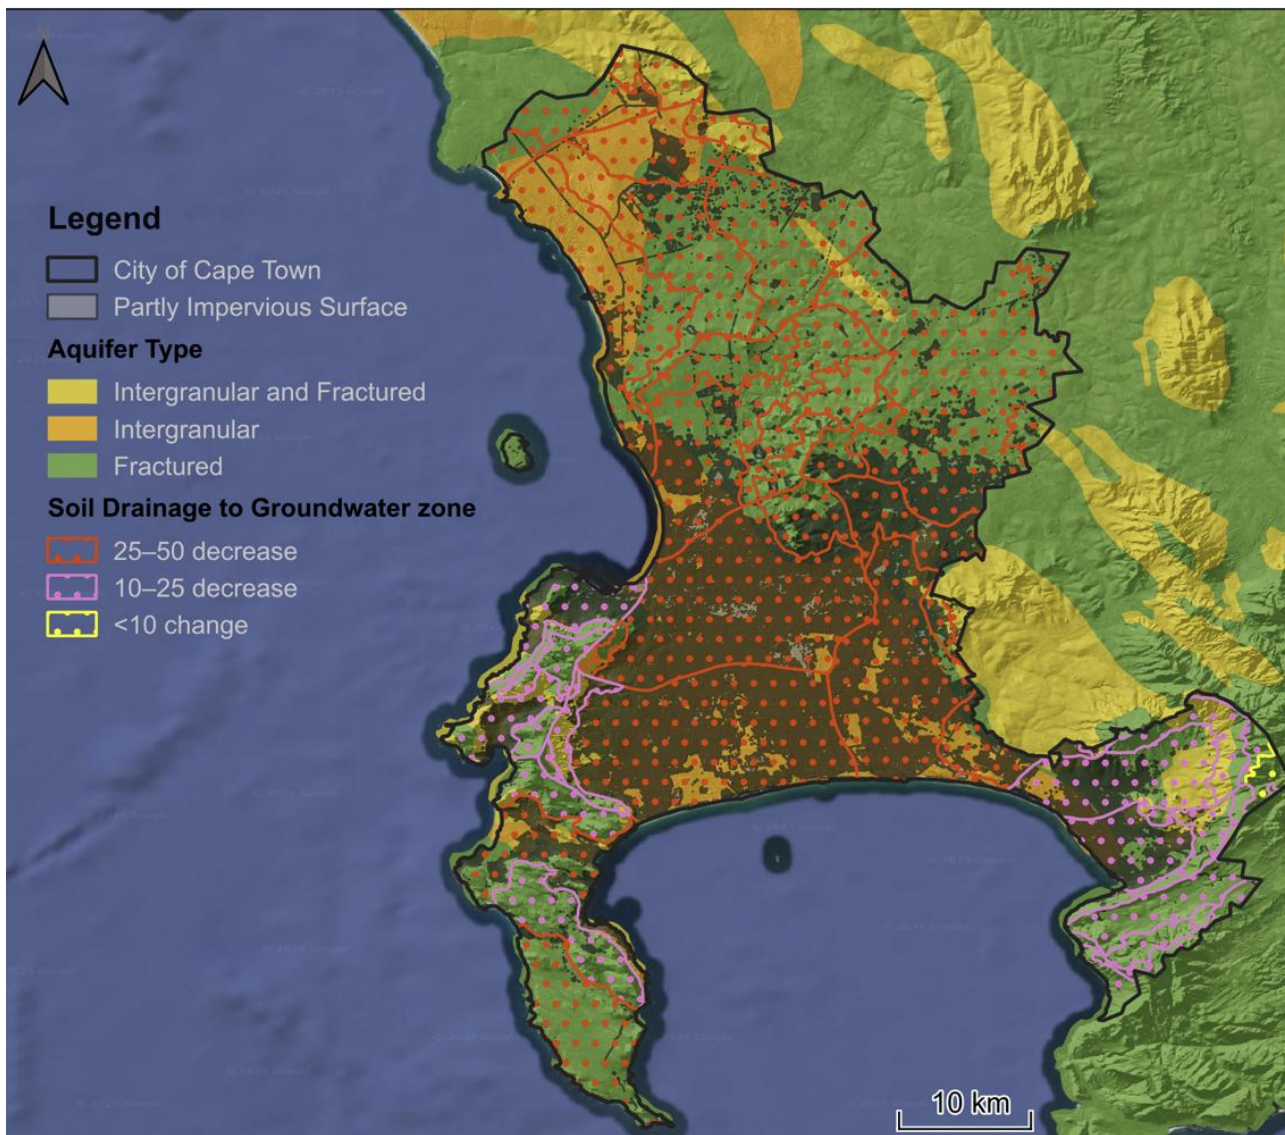 N
Legend
City of Cape Town
Partly Impervious Surface
Aquifer Type
Intergranular and Fractured
Intergranular
Fractured
Soil Drainage to Groundwater zone
25–50 decrease
10–25 decrease
<10 change
10 km